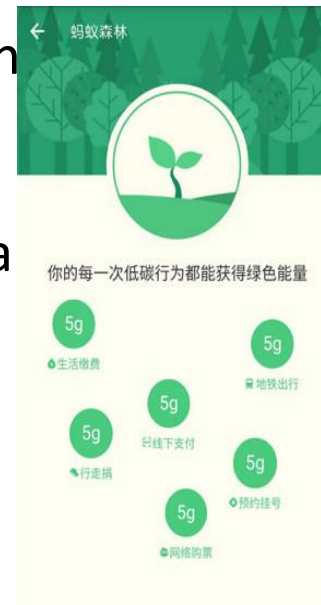 n
a
蚂蚁森林
你的每一次低碳行为都能获得绿色能量
5g
生活缴费
5g
地铁出行
5g
线下支付
5g
行走捐
5g
预约挂号
5g
网络购票